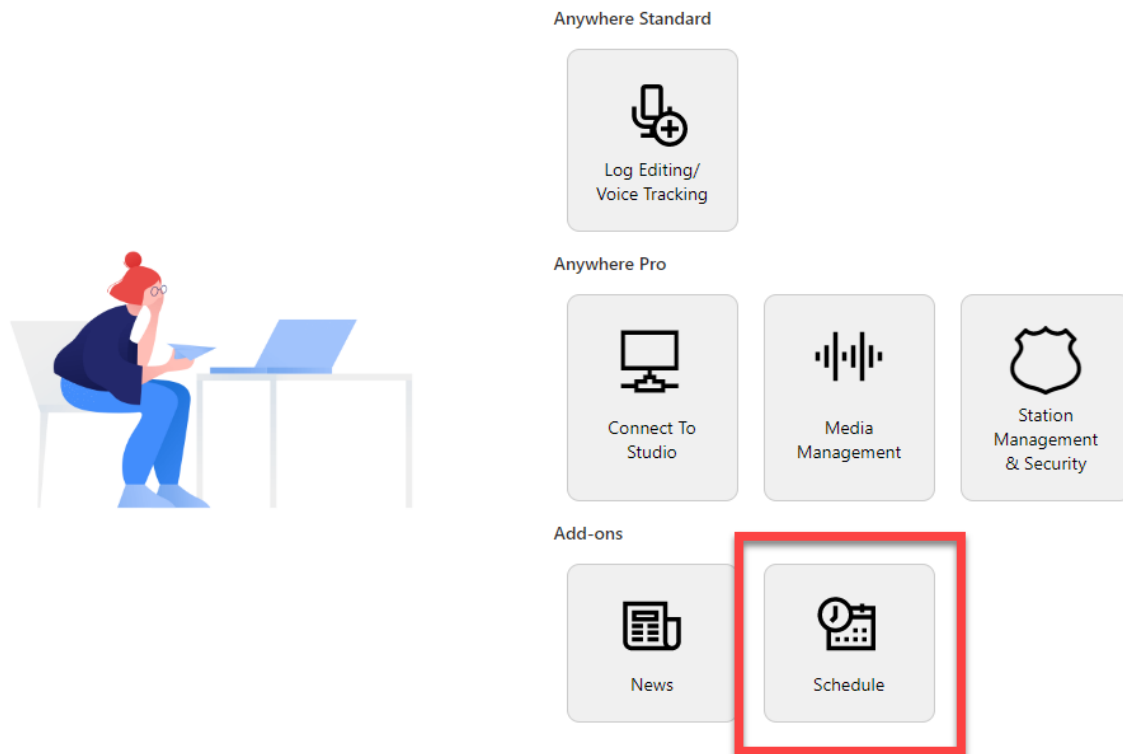 Anywhere Standard
Log Editing/
Voice Tracking
Anywhere Pro
Connect To
Studio
Media
Management
Station
Management
& Security
Add-ons
News
Schedule